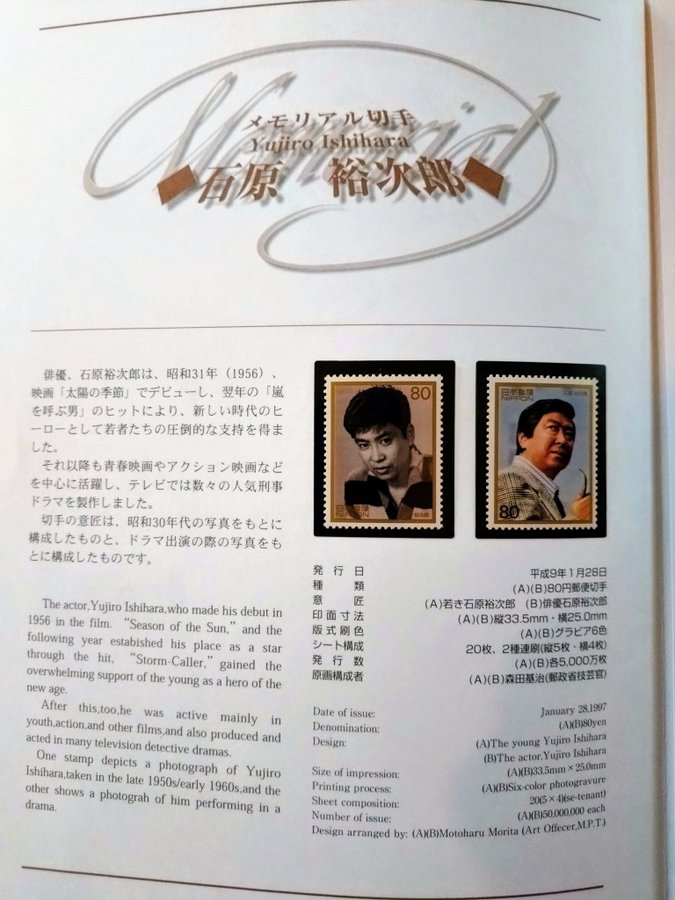 Memorial
メモリアル切手
Yujiro Ishihara
石原 裕次郎
俳優、石原裕次郎は、昭和31年(1956)、
映画「太陽の季節」でデビューし、翌年の「嵐
を呼ぶ男」のヒットにより、新しい時代のヒ
ーローとして若者たちの圧倒的な支持を得ま
した。
それ以降も青春映画やアクション映画など
を中心に活躍し、テレビでは数々の人気刑事
ドラマを製作しました。
切手の意匠は、昭和30年代の写真をもとに
構成したものと、ドラマ出演の際の写真をも
とに構成したものです。
The actor,Yujiro Ishihara,who made his debut in
1956 in the film. “Season of the Sun,” and the
following year estabished his place as a star
through the hit, “Storm-Caller,” gained the
overwhelming support of the young as a hero of the
new age.
After this,too,he was active mainly in
youth,action,and other films,and also produced and
acted in many television detective dramas.
One stamp depicts a photograph of Yujiro
Ishihara,taken in the late 1950s/early 1960s,and the
other shows a photograh of him performing in a
drama.
80
日本郵便
NIPPON
日本郵便
NIPPON
80
発行日 平成9年1月28日
種類 (A)(B)80円郵便切手
意匠 (A)若き石原裕次郎 (B)俳優石原裕次郎
印面寸法 (A)(B)縦33.5mm・横25.0mm
版式刷色 (A)(B)グラビア6色
シート構成 20枚、2種連刷(縦5枚・横4枚)
発行数 (A)(B)各5,000万枚
原画構成者 (A)(B)森田基治(郵政省技芸官)
Date of issue: January 28,1997
Denomination: (A)(B)80yen
Design: (A)The young Yujiro Ishihara
(B)The actor,Yujiro Ishihara
Size of impression: (A)(B)33.5mm×25.0mm
Printing process: (A)(B)Six-color photogravure
Sheet composition: 20(5×4)(se-tenant)
Number of issue: (A)(B)50,000,000 each
Design arranged by: (A)(B)Motoharu Morita (Art Offecer,M.P.T.)